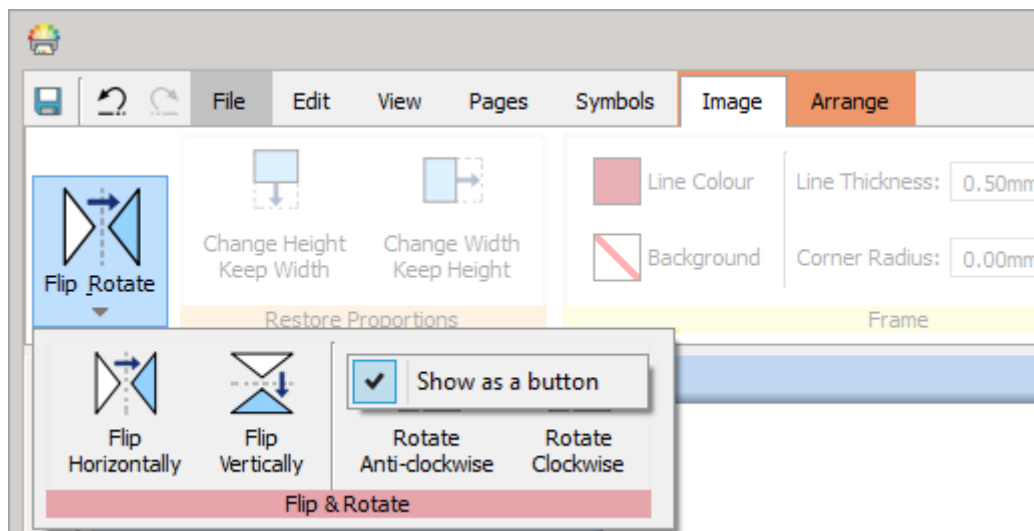 File Edit View Pages Symbols Image Arrange
Flip Rotate
Change Height
Keep Width
Change Width
Keep Height
Restore Proportions
Line Colour
Background
Line Thickness: 0.50mm
Corner Radius: 0.00mm
Frame
Show as a button
Flip
Horizontally
Flip
Vertically
Rotate
Anti-clockwise
Rotate
Clockwise
Flip & Rotate